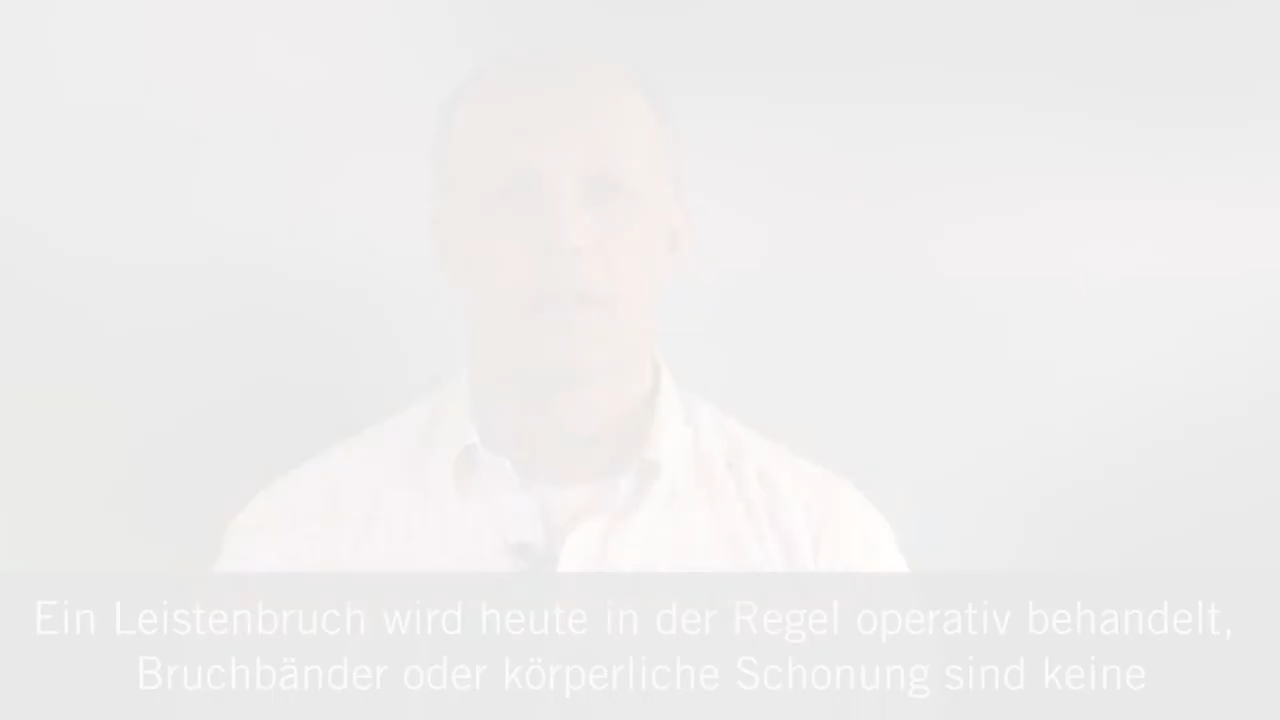 Ein Leistenbruch wird heute in der Regel operativ behandelt,
Bruchbänder oder körperliche Schonung sind keine